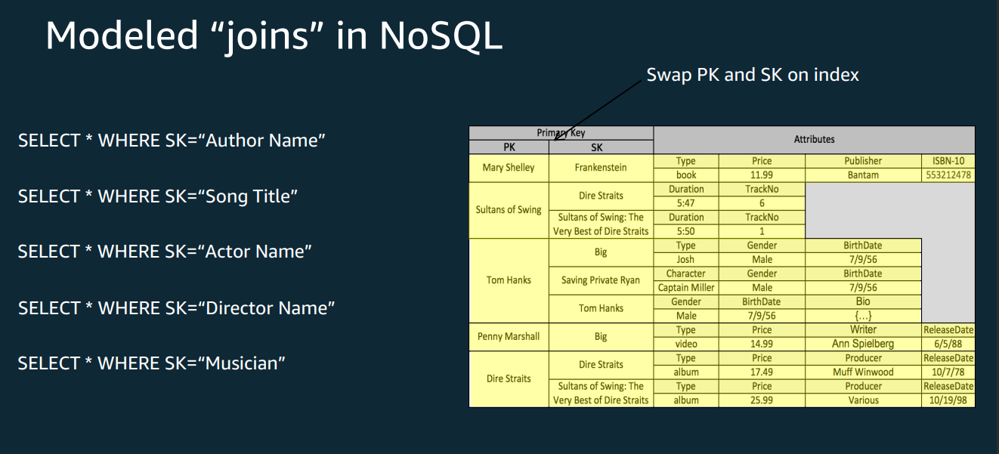 Modeled “joins” in NoSQL
Swap PK and SK on index
SELECT * WHERE SK=“Author Name”
SELECT * WHERE SK=“Song Title”
SELECT * WHERE SK=“Actor Name”
SELECT * WHERE SK=“Director Name”
SELECT * WHERE SK=“Musician”
Primary Key Attributes
PK SK
Mary Shelley Frankenstein Type Price Publisher ISBN-10
book 11.99 Bantam 553212478
Sultans of Swing Dire Straits Duration TrackNo
5:47 6
Sultans of Swing: The Duration TrackNo
Very Best of Dire Straits 5:50 1
Tom Hanks Big Type Gender BirthDate
Josh Male 7/9/56
Saving Private Ryan Character Gender BirthDate
Captain Miller Male 7/9/56
Tom Hanks Gender BirthDate Bio
Male 7/9/56 {...}
Penny Marshall Big Type Price Writer ReleaseDate
video 14.99 Ann Spielberg 6/5/88
Dire Straits Dire Straits Type Price Producer ReleaseDate
album 17.49 Muff Winwood 10/7/78
Sultans of Swing: The Type Price Producer ReleaseDate
Very Best of Dire Straits album 25.99 Various 10/19/98